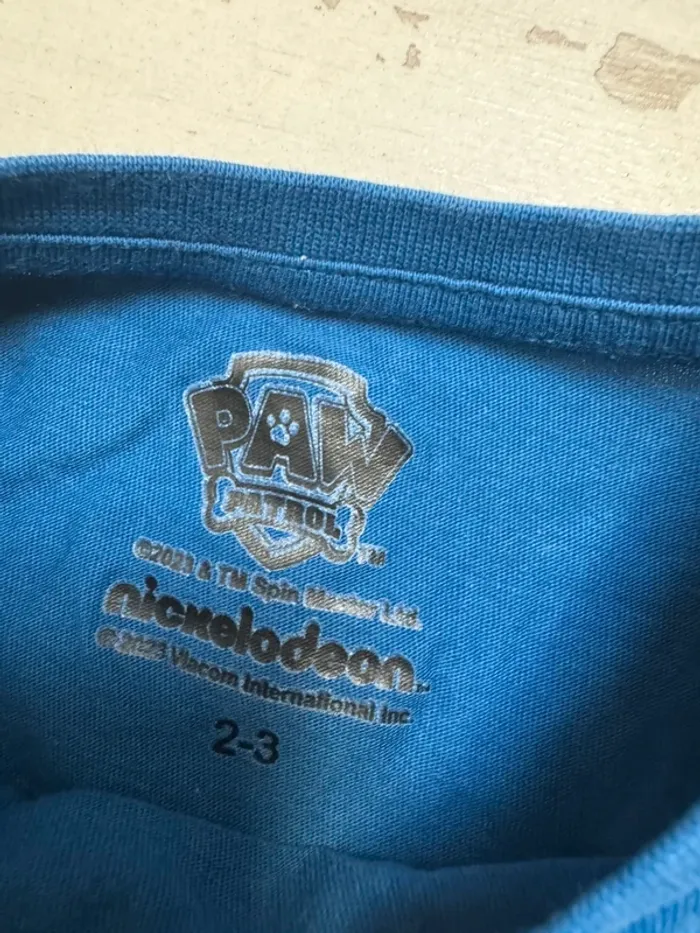 PAW
PATROL
TM
©2023 & TM Spin Master Ltd.
nickelodeon
TM
© 2023 Viacom International Inc.
2-3